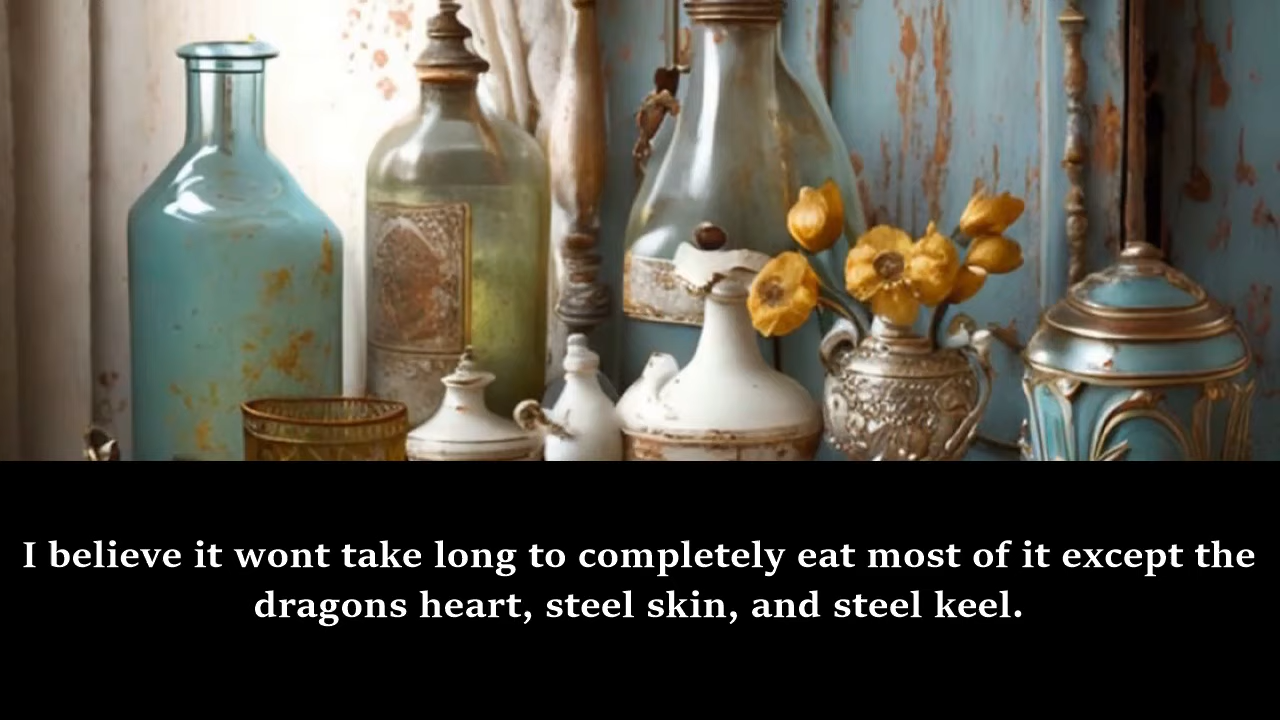 I believe it wont take long to completely eat most of it except the
dragons heart, steel skin, and steel keel.